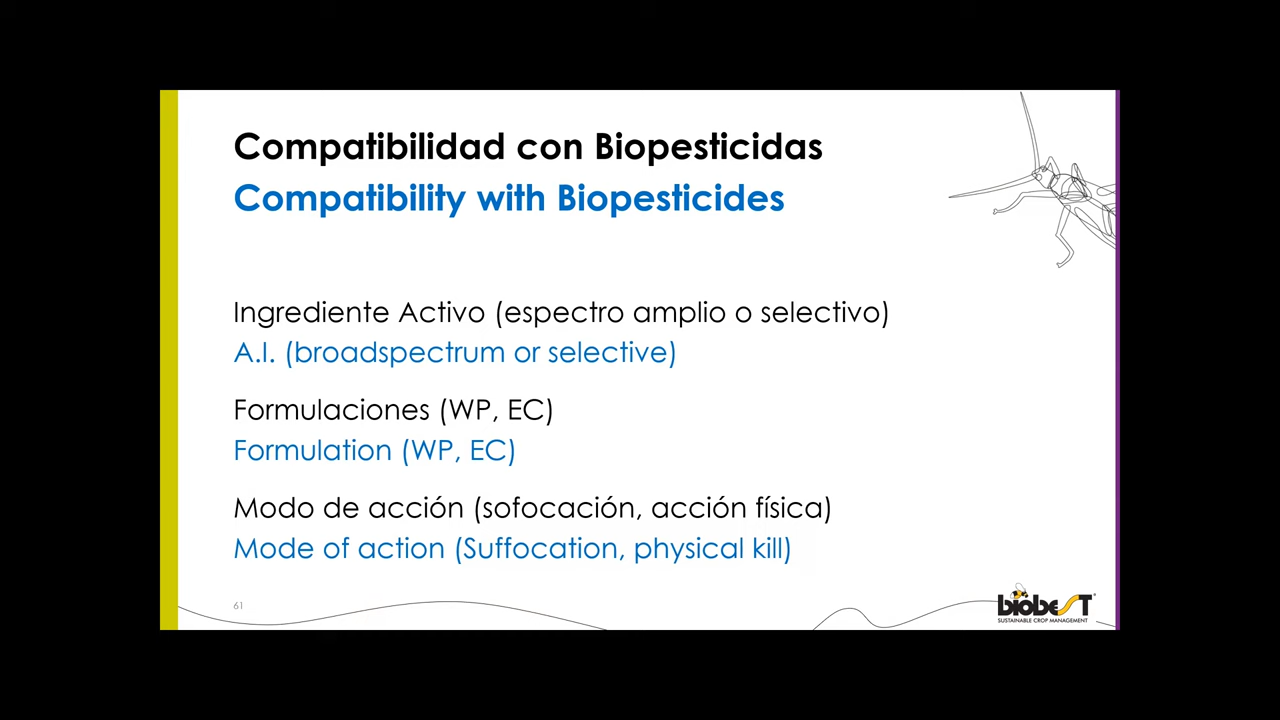 Compatibilidad con Biopesticidas
Compatibility with Biopesticides
Ingrediente Activo (espectro amplio o selectivo)
A.I. (broadspectrum or selective)
Formulaciones (WP, EC)
Formulation (WP, EC)
Modo de acción (sofocación, acción física)
Mode of action (Suffocation, physical kill)
61
biobesT
SUSTAINABLE CROP MANAGEMENT